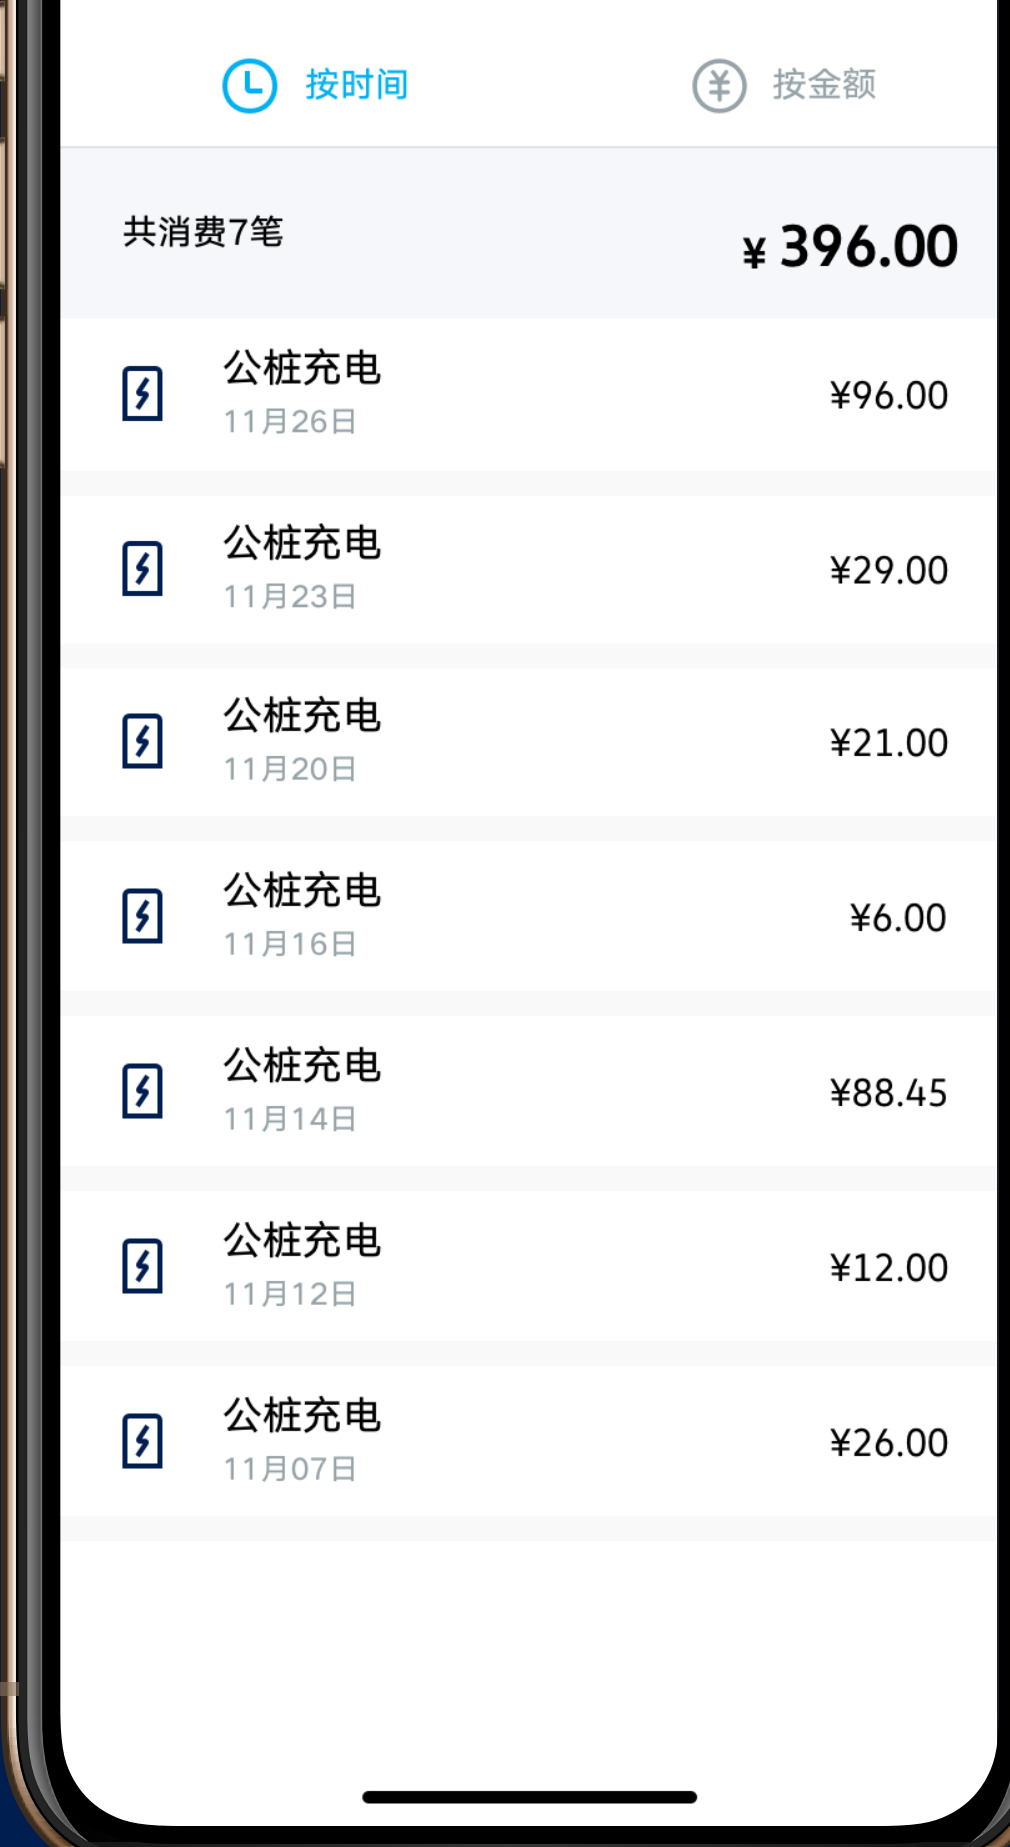 按时间
按金额
共消费7笔
¥ 396.00
公桩充电
11月26日
¥96.00
公桩充电
11月23日
¥29.00
公桩充电
11月20日
¥21.00
公桩充电
11月16日
¥6.00
公桩充电
11月14日
¥88.45
公桩充电
11月12日
¥12.00
公桩充电
11月07日
¥26.00